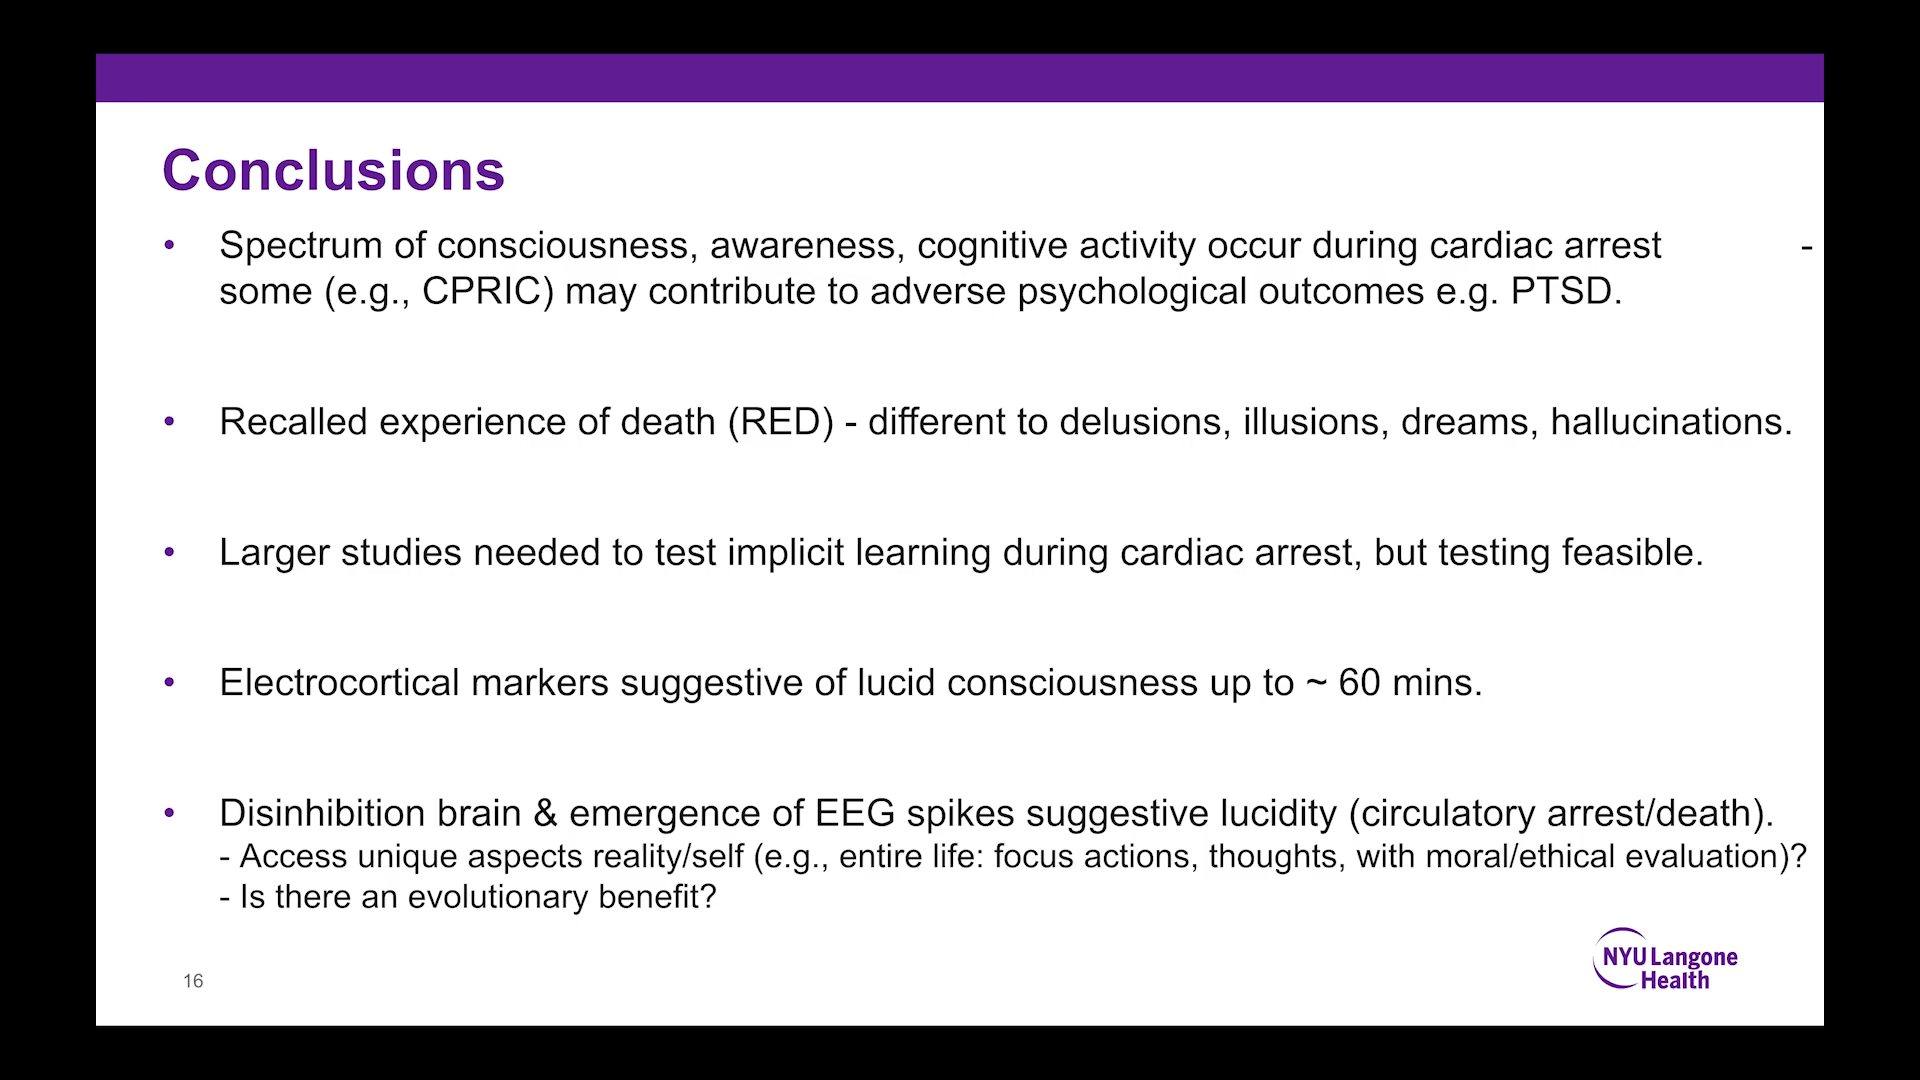 Conclusions
• Spectrum of consciousness, awareness, cognitive activity occur during cardiac arrest -
some (e.g., CPRIC) may contribute to adverse psychological outcomes e.g. PTSD.
• Recalled experience of death (RED) - different to delusions, illusions, dreams, hallucinations.
• Larger studies needed to test implicit learning during cardiac arrest, but testing feasible.
• Electrocortical markers suggestive of lucid consciousness up to ~ 60 mins.
• Disinhibition brain & emergence of EEG spikes suggestive lucidity (circulatory arrest/death).
- Access unique aspects reality/self (e.g., entire life: focus actions, thoughts, with moral/ethical evaluation)?
- Is there an evolutionary benefit?
16
NYU Langone
Health